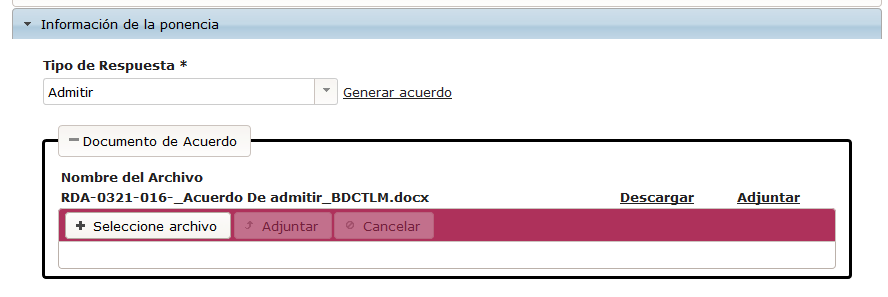 Información de la ponencia
Tipo de Respuesta *
Admitir Generar acuerdo
Documento de Acuerdo
Nombre del Archivo
RDA-0321-016-_Acuerdo De admitir_BDCTLM.docx Descargar Adjuntar
Seleccione archivo Adjuntar Cancelar